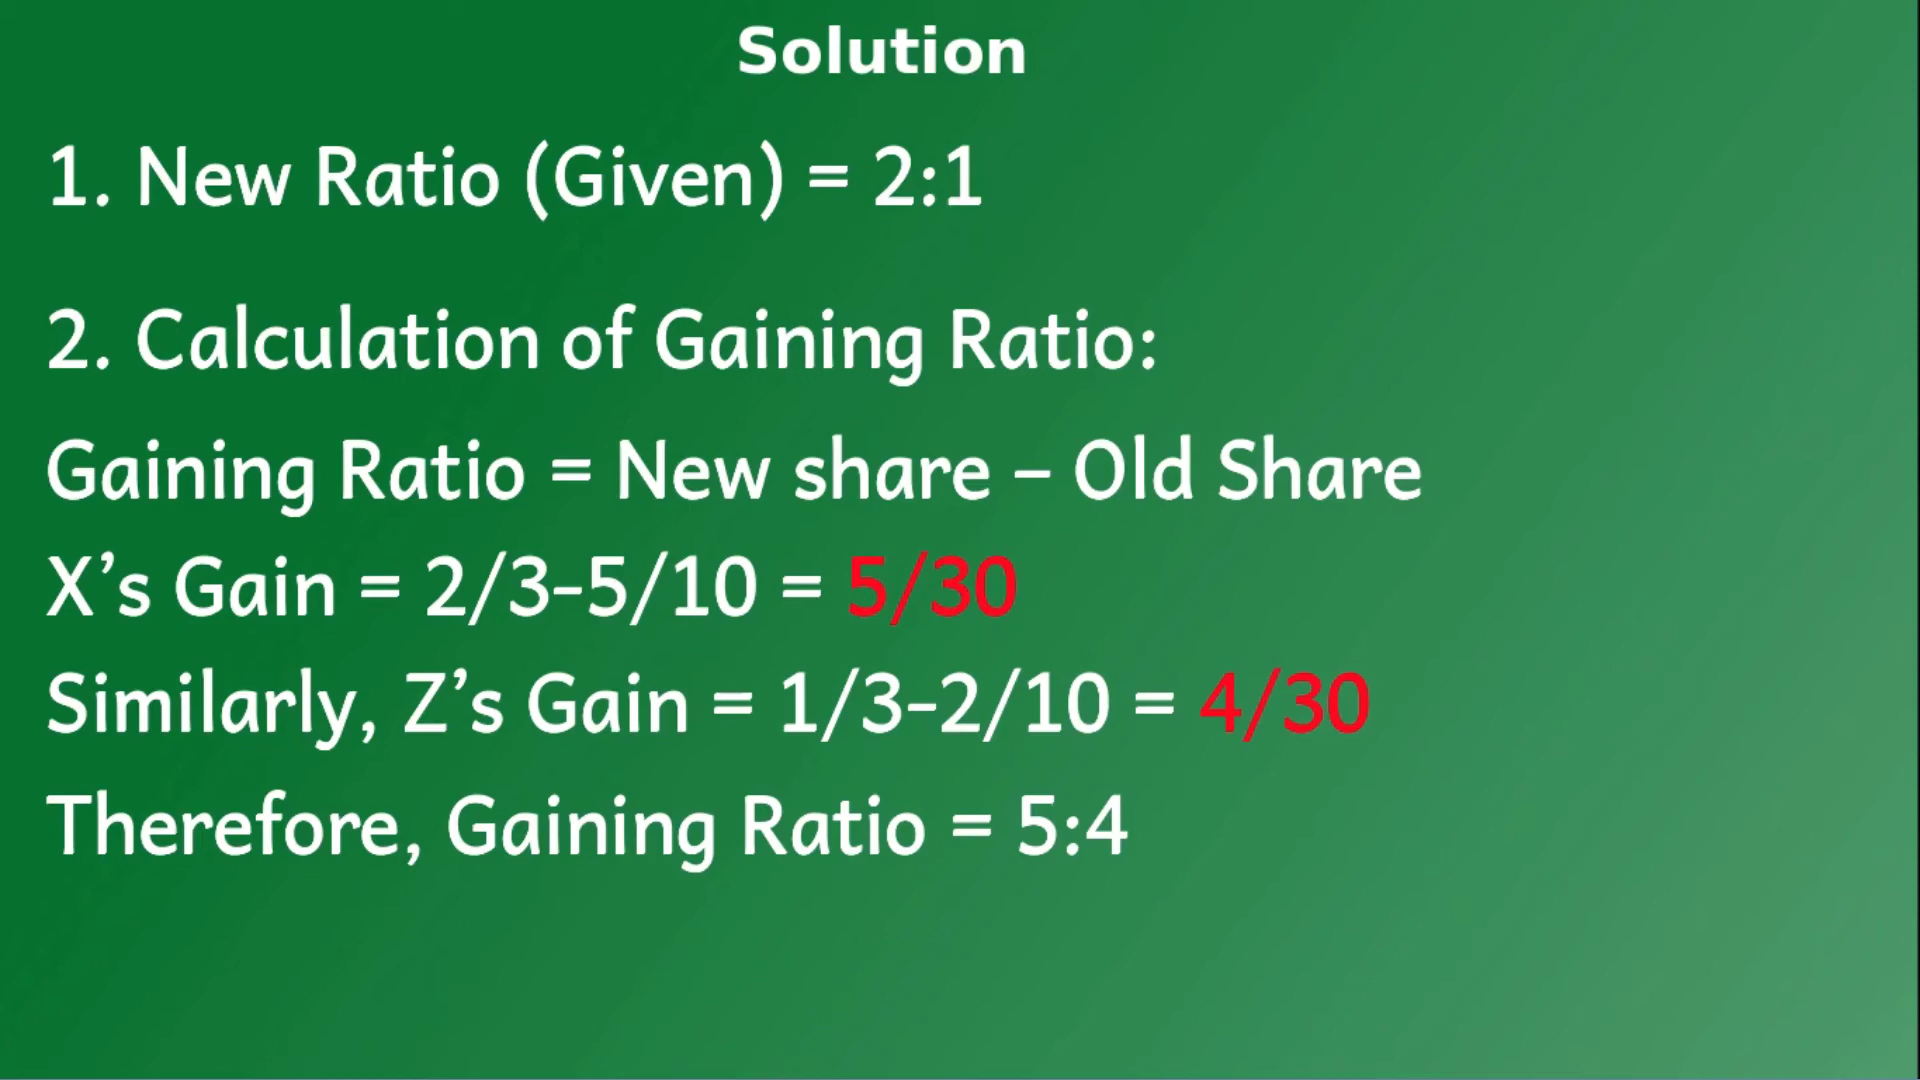 Solution
1. New Ratio (Given) = 2:1
2. Calculation of Gaining Ratio:
Gaining Ratio = New share – Old Share
X’s Gain = 2/3-5/10 = 5/30
Similarly, Z’s Gain = 1/3-2/10 = 4/30
Therefore, Gaining Ratio = 5:4